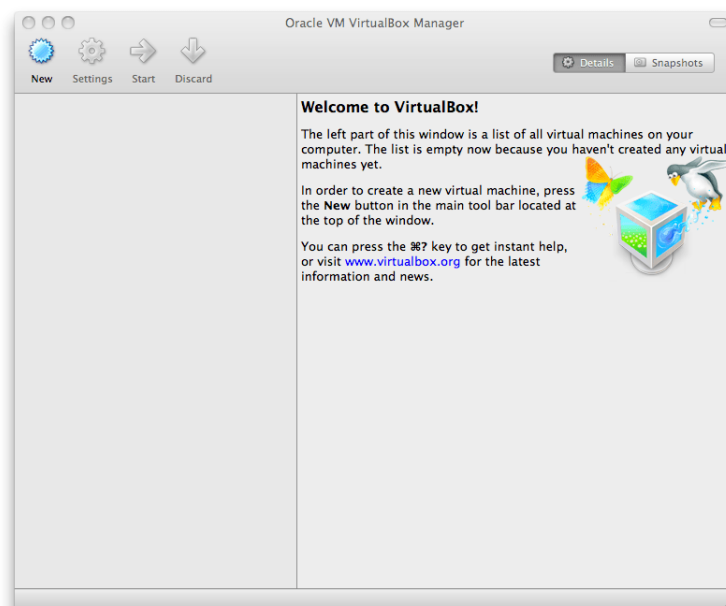 Oracle VM VirtualBox Manager
New Settings Start Discard
Details Snapshots
Welcome to VirtualBox!
The left part of this window is a list of all virtual machines on your
computer. The list is empty now because you haven't created any virtual
machines yet.
In order to create a new virtual machine, press
the New button in the main tool bar located at
the top of the window.
You can press the ⌘? key to get instant help,
or visit www.virtualbox.org for the latest
information and news.